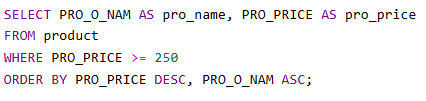 SELECT PRO_O_NAM AS pro_name, PRO_PRICE AS pro_price
FROM product
WHERE PRO_PRICE >= 250
ORDER BY PRO_PRICE DESC, PRO_O_NAM ASC;